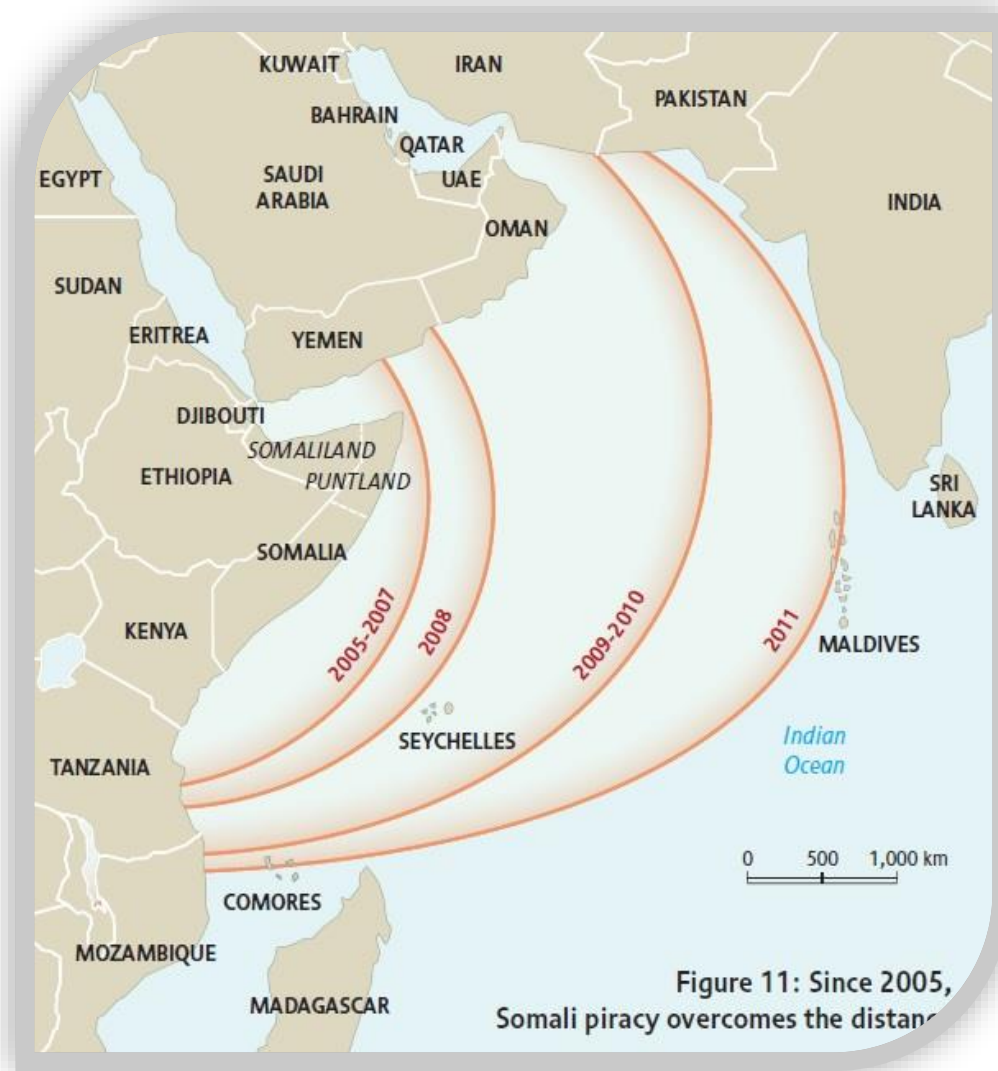 KUWAIT
IRAN
PAKISTAN
BAHRAIN
QATAR
EGYPT
SAUDI
ARABIA
UAE
INDIA
OMAN
SUDAN
ERITREA
YEMEN
DJIBOUTI
SOMALILAND
ETHIOPIA
PUNTLAND
SRI
LANKA
SOMALIA
2005-2007
2008
2009-2010
2011
KENYA
MALDIVES
SEYCHELLES
Indian
Ocean
TANZANIA
0 500 1,000 km
COMORES
MOZAMBIQUE
MADAGASCAR
Figure 11: Since 2005,
Somali piracy overcomes the